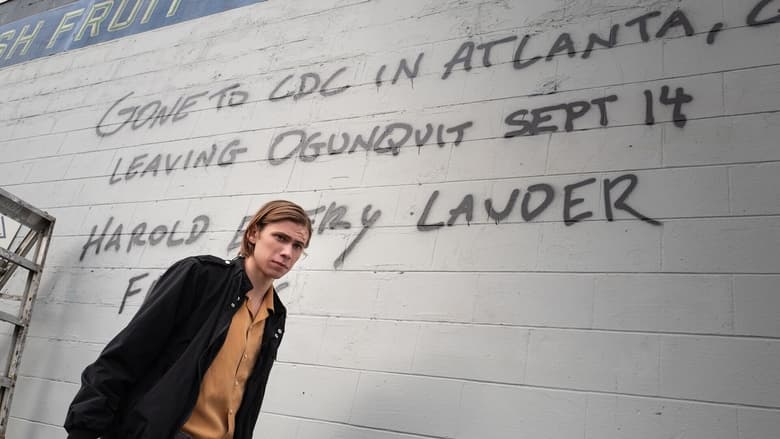 SH FRUIT
GONE TO CDC IN ATLANTA,
LEAVING OGUNQUIT SEPT 14
HAROLD LAUDER